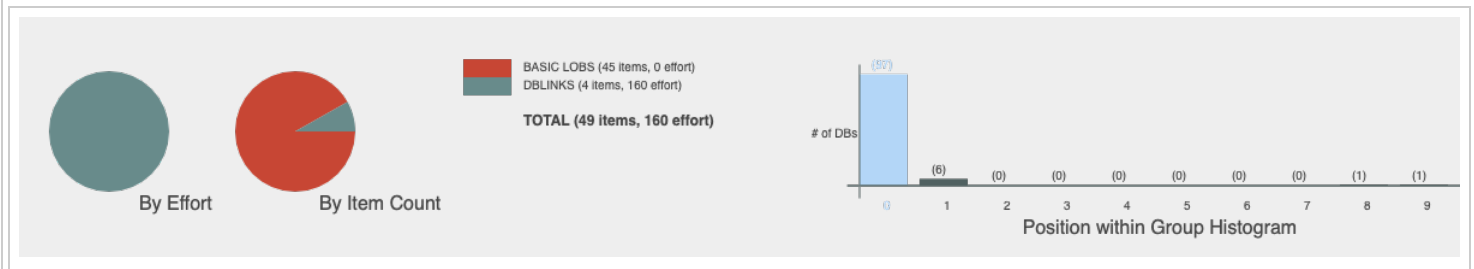 BASIC LOBS (45 items, 0 effort)
DBLINKS (4 items, 160 effort)
TOTAL (49 items, 160 effort)
By Effort
By Item Count
# of DBs
(97)
(6)
(0)
(0)
(0)
(0)
(0)
(0)
(1)
(1)
0 1 2 3 4 5 6 7 8 9
Position within Group Histogram